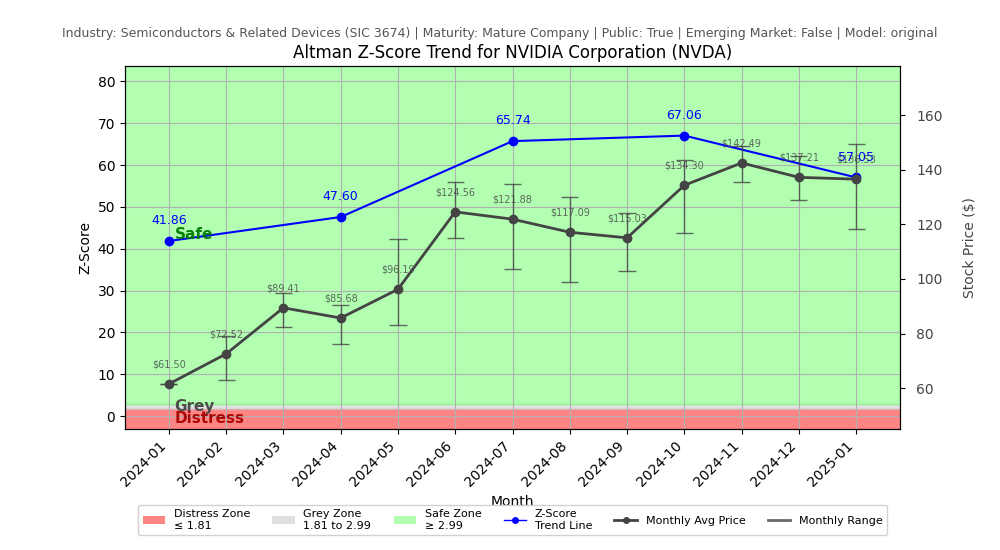 Industry: Semiconductors & Related Devices (SIC 3674) | Maturity: Mature Company | Public: True | Emerging Market: False | Model: original
Altman Z-Score Trend for NVIDIA Corporation (NVDA)
Z-Score
80
70
60
50
40
30
20
10
0
Stock Price ($)
160
140
120
100
80
60
41.86
47.60
65.74
67.06
57.05
$61.50
$72.52
$89.41
$85.68
$96.19
$124.56
$121.88
$117.09
$115.03
$134.30
$142.49
$137.21
Safe
Grey
Distress
2024-01
2024-02
2024-03
2024-04
2024-05
2024-06
2024-07
2024-08
2024-09
2024-10
2024-11
2024-12
2025-01
Month
Distress Zone
≤ 1.81
Grey Zone
1.81 to 2.99
Safe Zone
≥ 2.99
Z-Score
Trend Line
Monthly Avg Price
Monthly Range